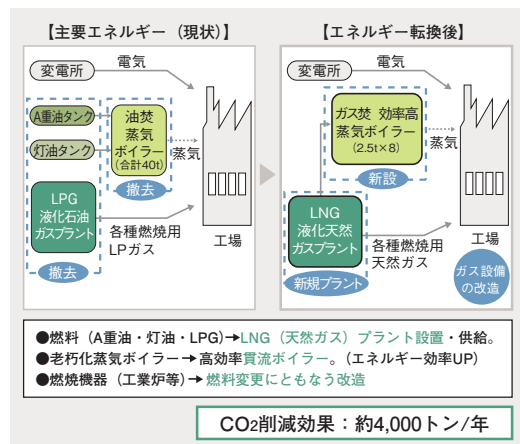 【主要エネルギー（現状）】
変電所
電気
A重油タンク
灯油タンク
油焚
蒸気
ボイラー
(合計40t)
蒸気
撤去
LPG
液化石油
ガスプラント
撤去
各種燃焼用
LPガス
工場
【エネルギー転換後】
変電所
電気
ガス焚 効率高
蒸気ボイラー
(2.5t×8)
蒸気
新設
LNG
液化天然
ガスプラント
新規プラント
各種燃焼用
天然ガス
工場
ガス設備
の改造
●燃料（A重油・灯油・LPG）→LNG（天然ガス）プラント設置・供給。
●老朽化蒸気ボイラー→高効率貫流ボイラー。（エネルギー効率UP）
●燃焼機器（工業炉等）→燃料変更にともなう改造
CO2削減効果：約4,000トン/年